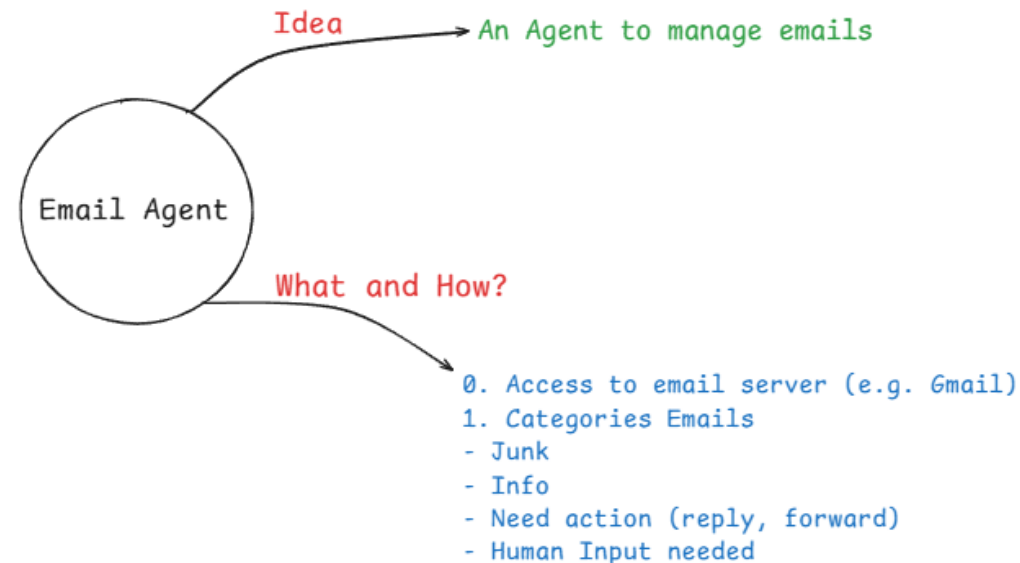 Idea
An Agent to manage emails
Email Agent
What and How?
0. Access to email server (e.g. Gmail)
1. Categories Emails
- Junk
- Info
- Need action (reply, forward)
- Human Input needed